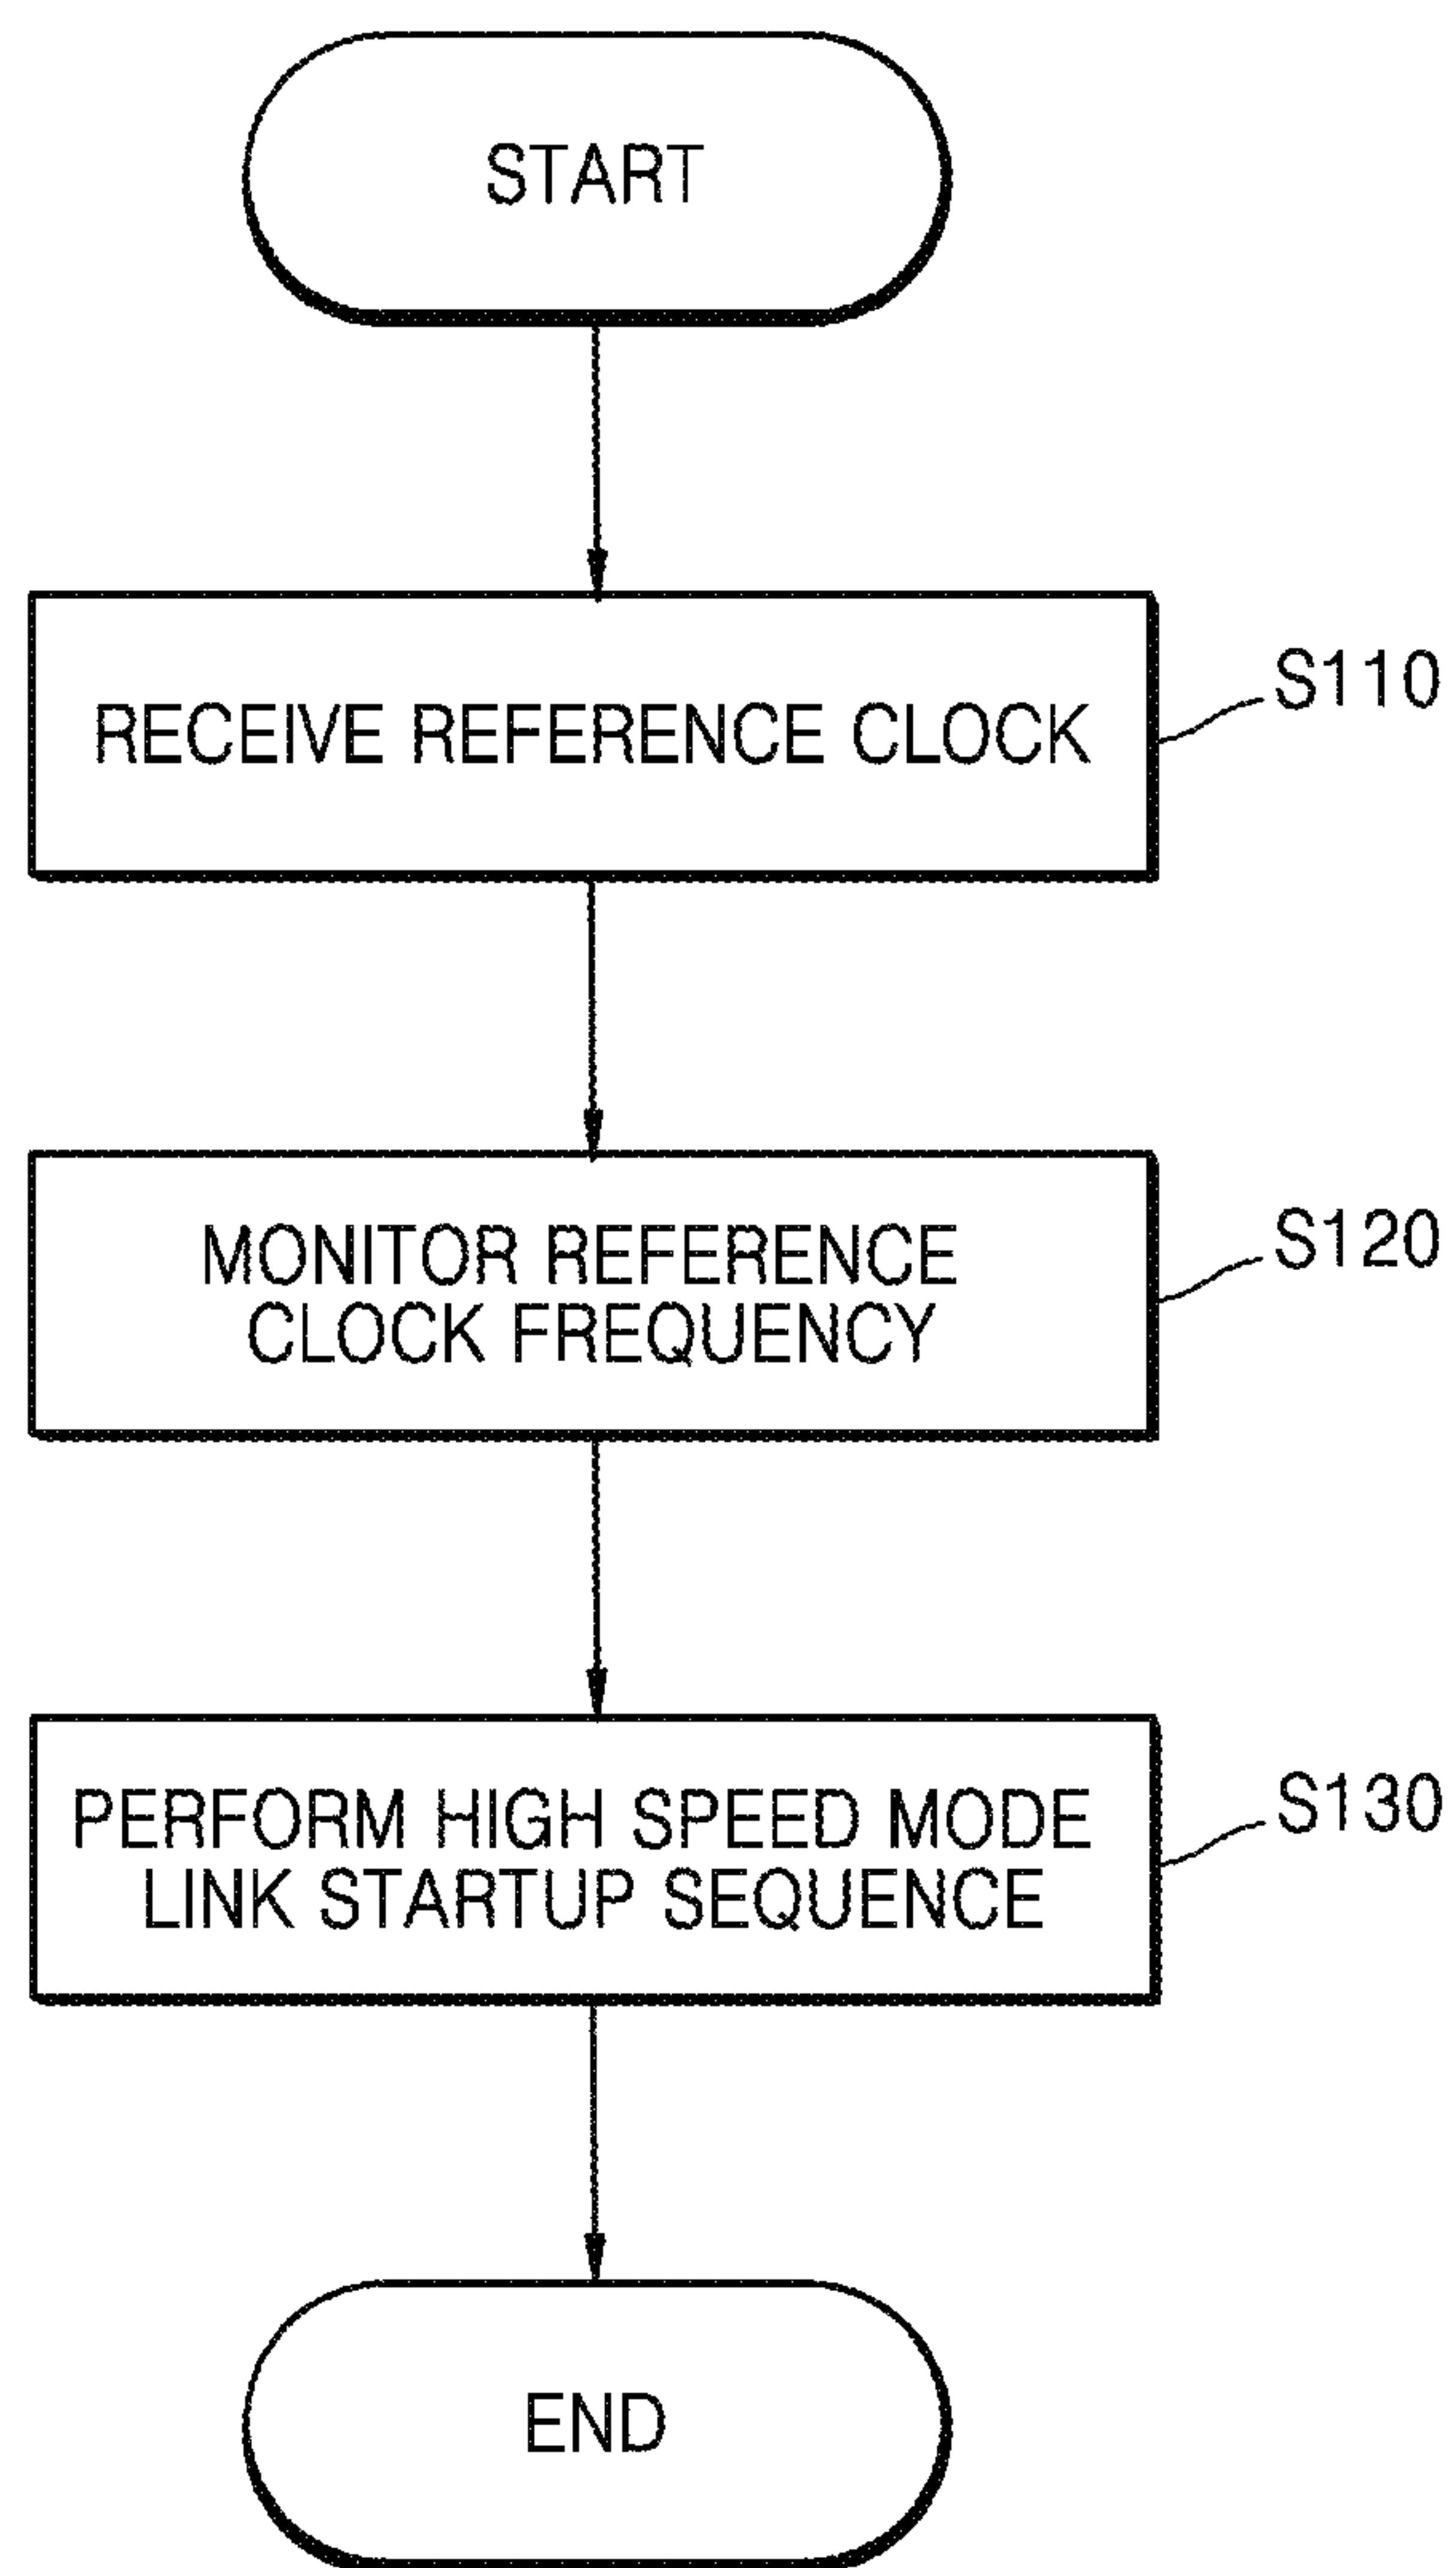 START
RECEIVE REFERENCE CLOCK
S110
MONITOR REFERENCE
CLOCK FREQUENCY
S120
PERFORM HIGH SPEED MODE
LINK STARTUP SEQUENCE
S130
END